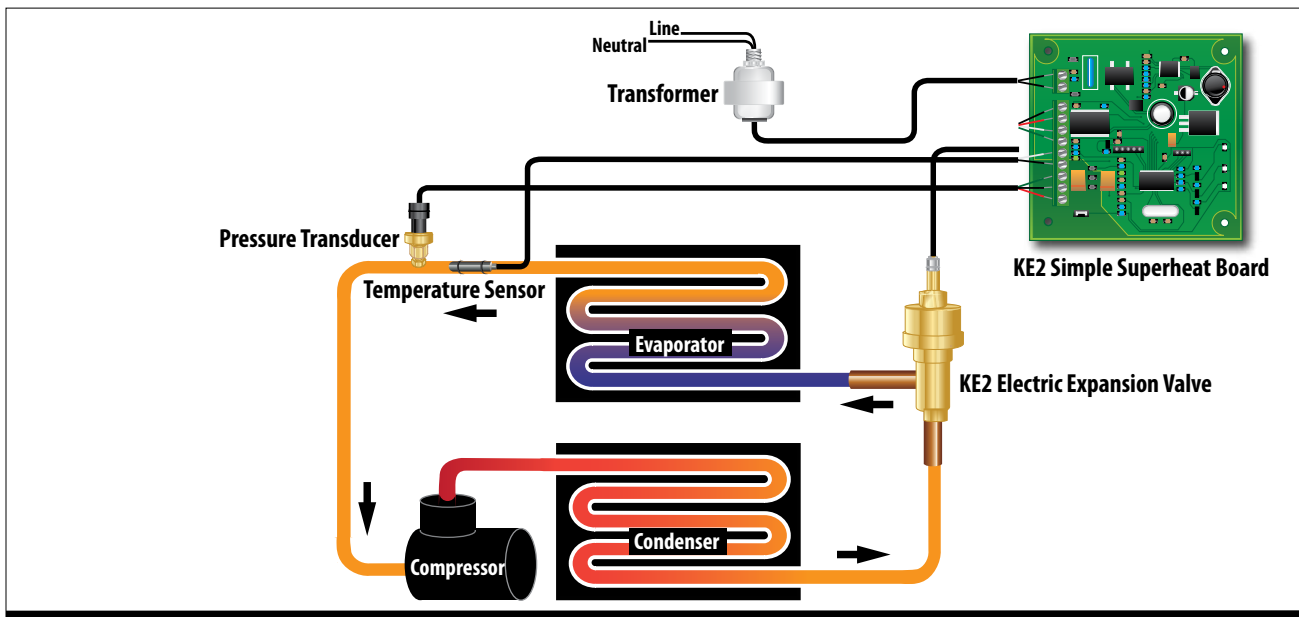 Line
Neutral
Transformer
Pressure Transducer
Temperature Sensor
KE2 Simple Superheat Board
Evaporator
KE2 Electric Expansion Valve
Condenser
Compressor